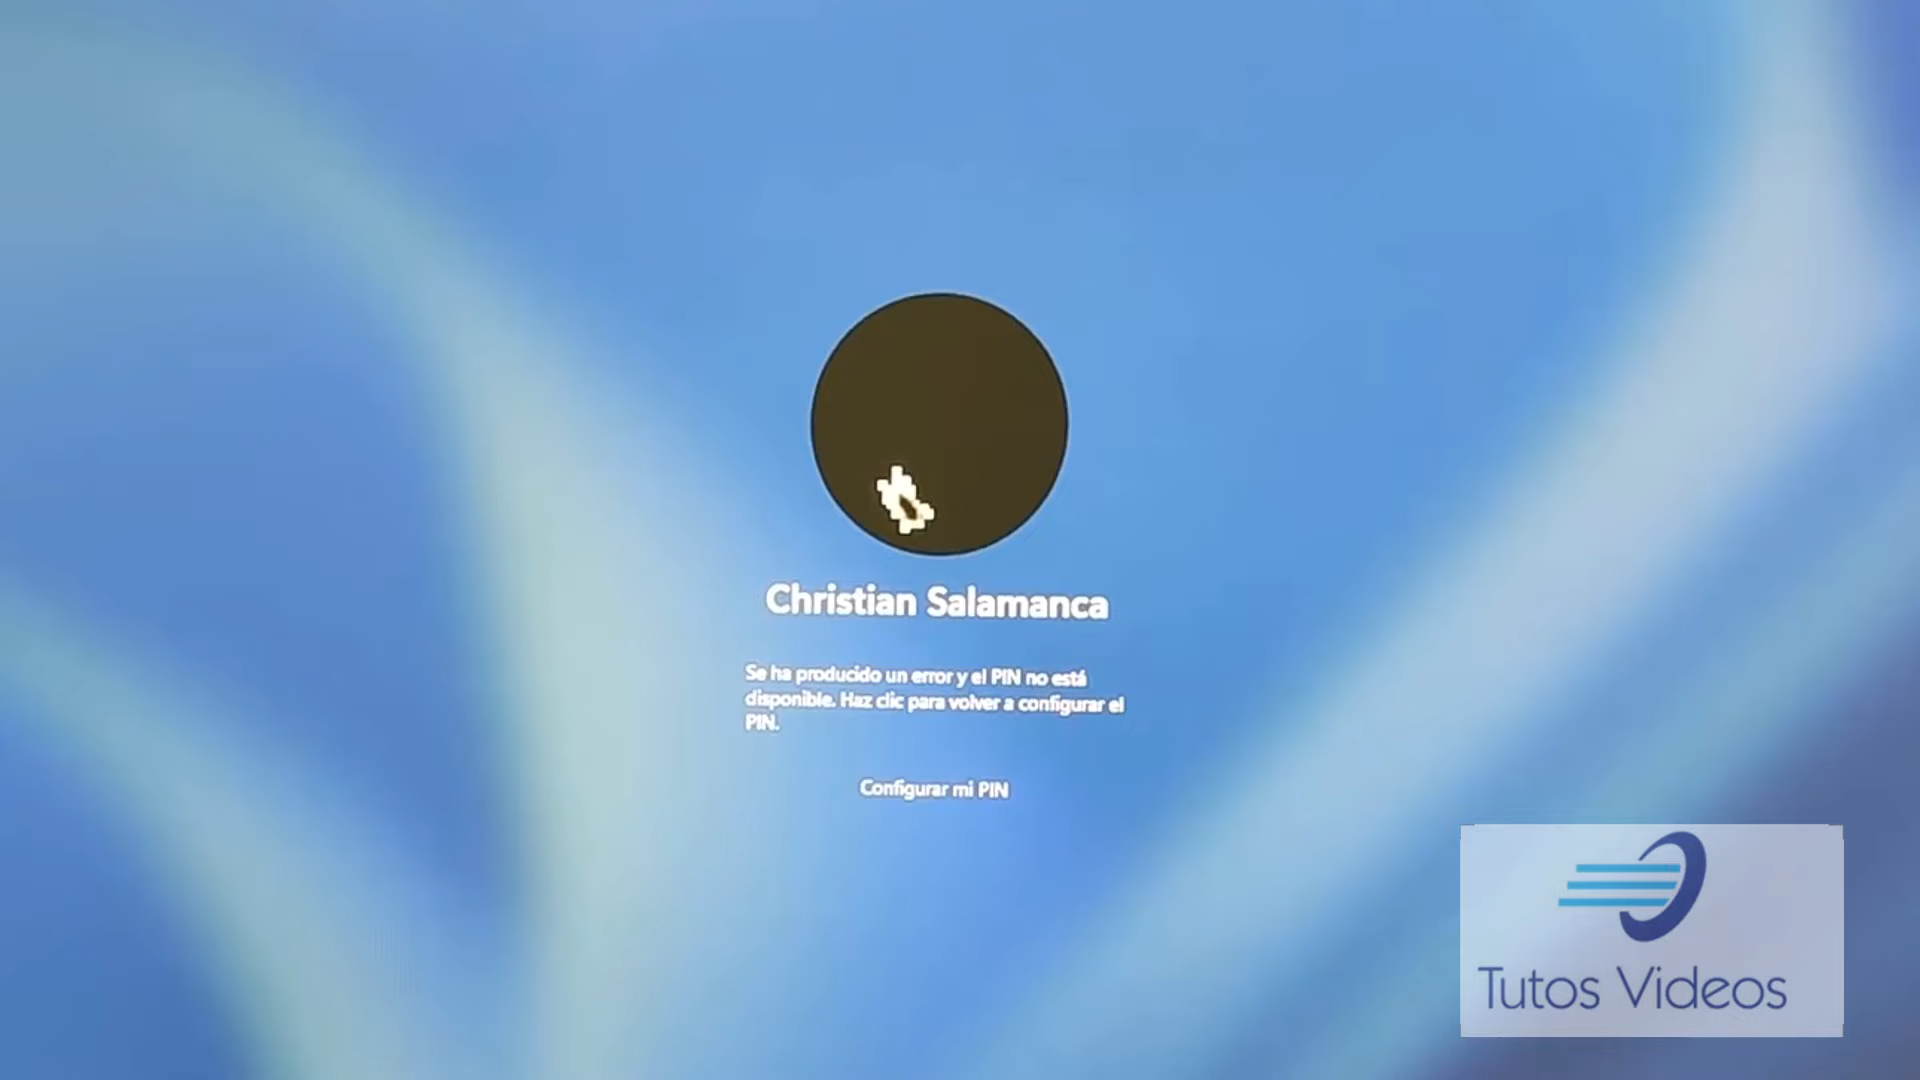 Christian Salamanca
Se ha producido un error y el PIN no está
disponible. Haz clic para volver a configurar el
PIN.
Configurar mi PIN
Tutos Videos